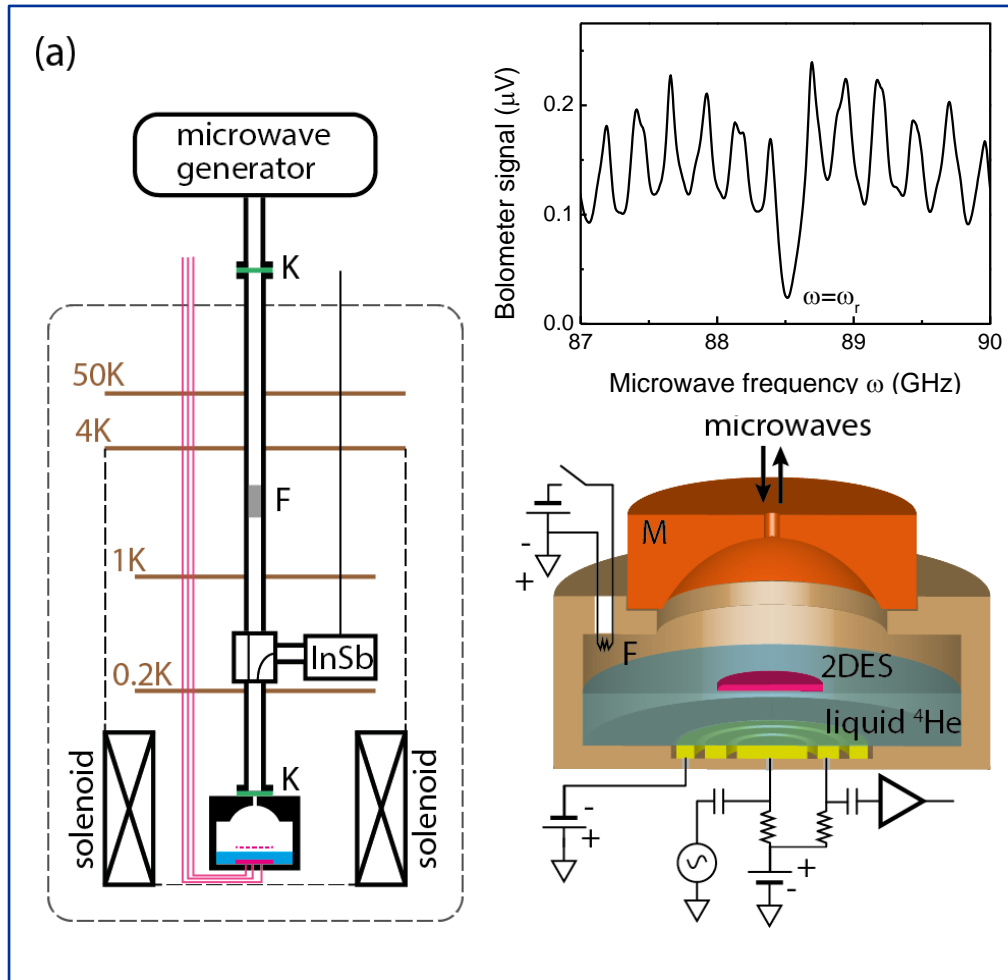 (a)
microwave
generator
K
50K
4K
F
1K
InSb
0.2K
solenoid
solenoid
K
Bolometer signal (μV)
0.2
0.1
0.0
ω=ωr
87
88
89
90
Microwave frequency ω (GHz)
microwaves
M
-
+
F
2DES
liquid ⁴He
-
+
+
-